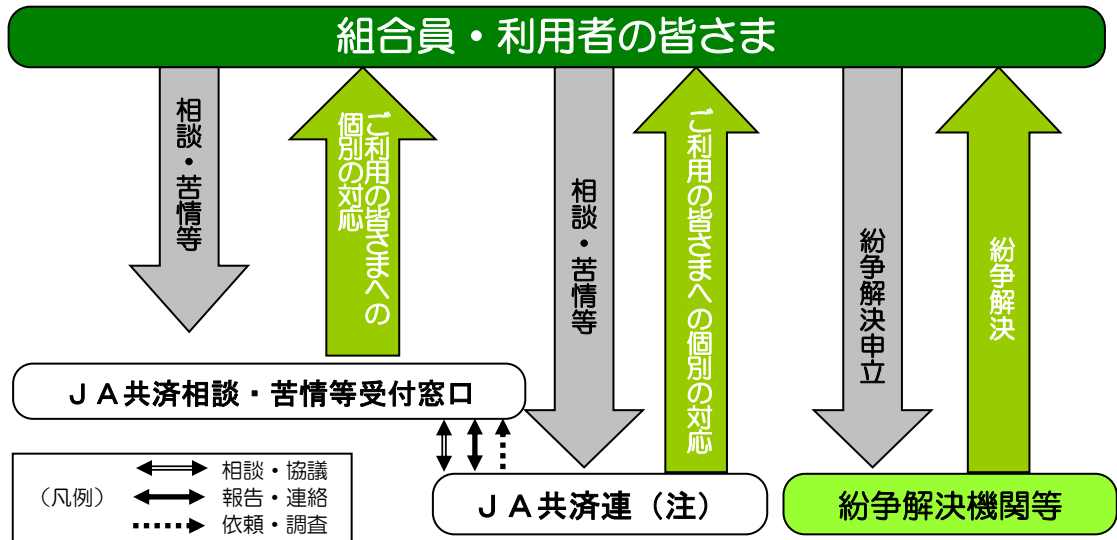 組合員・利用者の皆さま
相談・苦情等
ご利用の皆さまへの
個別の対応
相談・苦情等
ご利用の皆さまへの個別の対応
紛争解決申立
紛争解決
ＪＡ共済相談・苦情等受付窓口
（凡例）
相談・協議
報告・連絡
依頼・調査
ＪＡ共済連（注）
紛争解決機関等